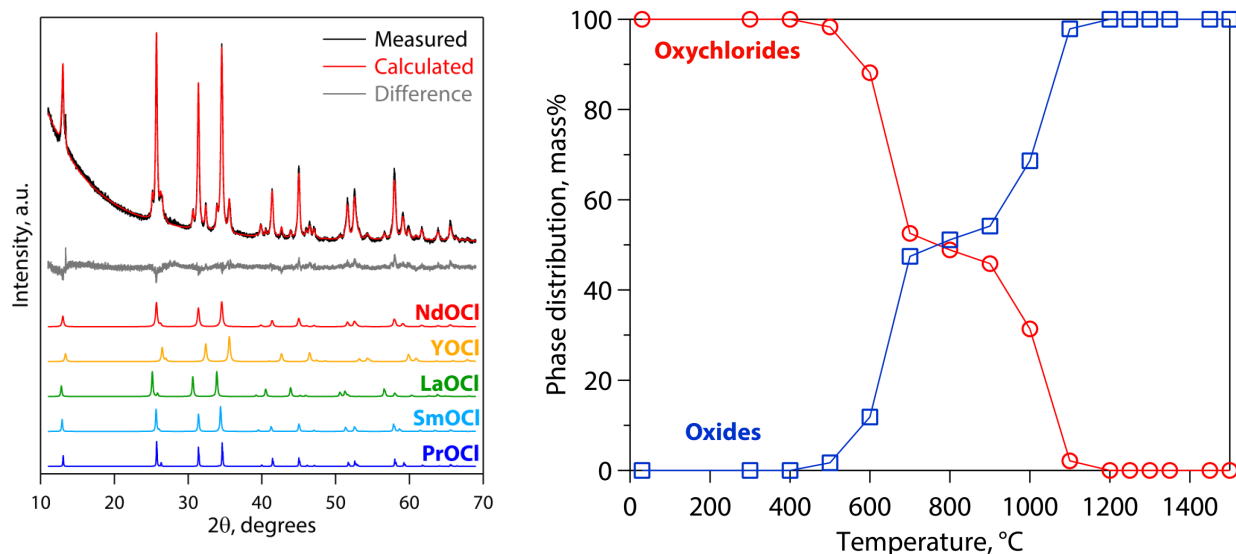 Measured
Calculated
Difference
Intensity, a.u.
NdOCl
YOCl
LaOCl
SmOCl
PrOCl
10 20 30 40 50 60 70
2θ, degrees
100
80
60
40
20
0
Phase distribution, mass%
Oxychlorides
Oxides
0 200 400 600 800 1000 1200 1400
Temperature, °C